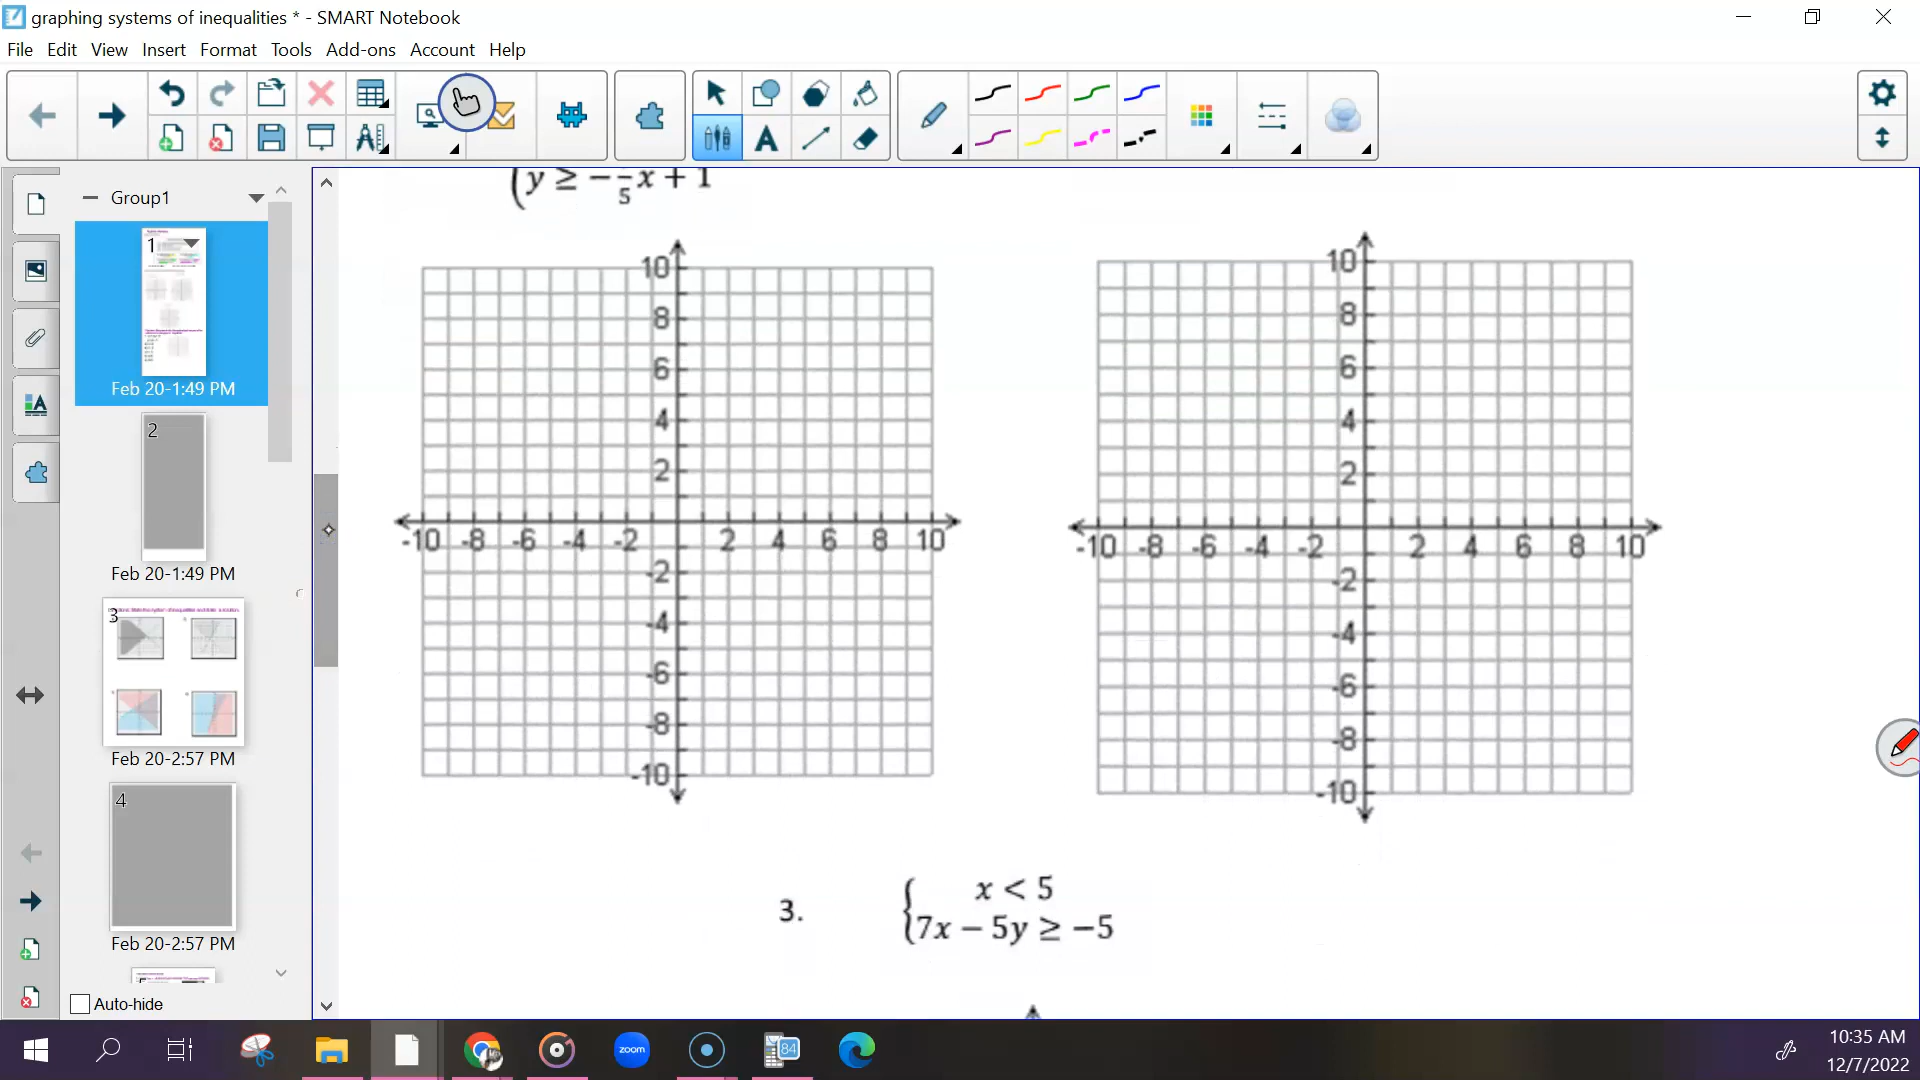 graphing systems of inequalities * - SMART Notebook
File Edit View Insert Format Tools Add-ons Account Help
Group1
1
Feb 20-1:49 PM
2
Feb 20-1:49 PM
3
Feb 20-2:57 PM
4
Feb 20-2:57 PM
Auto-hide
10
8
6
4
2
-10 -8 -6 -4 -2 2 4 6 8 10
-2
-4
-6
-8
-10
10
8
6
4
2
-10 -8 -6 -4 -2 2 4 6 8 10
-2
-4
-6
-8
-10
3.
x < 5
7x − 5y ≥ −5
zoom
84
10:35 AM
12/7/2022